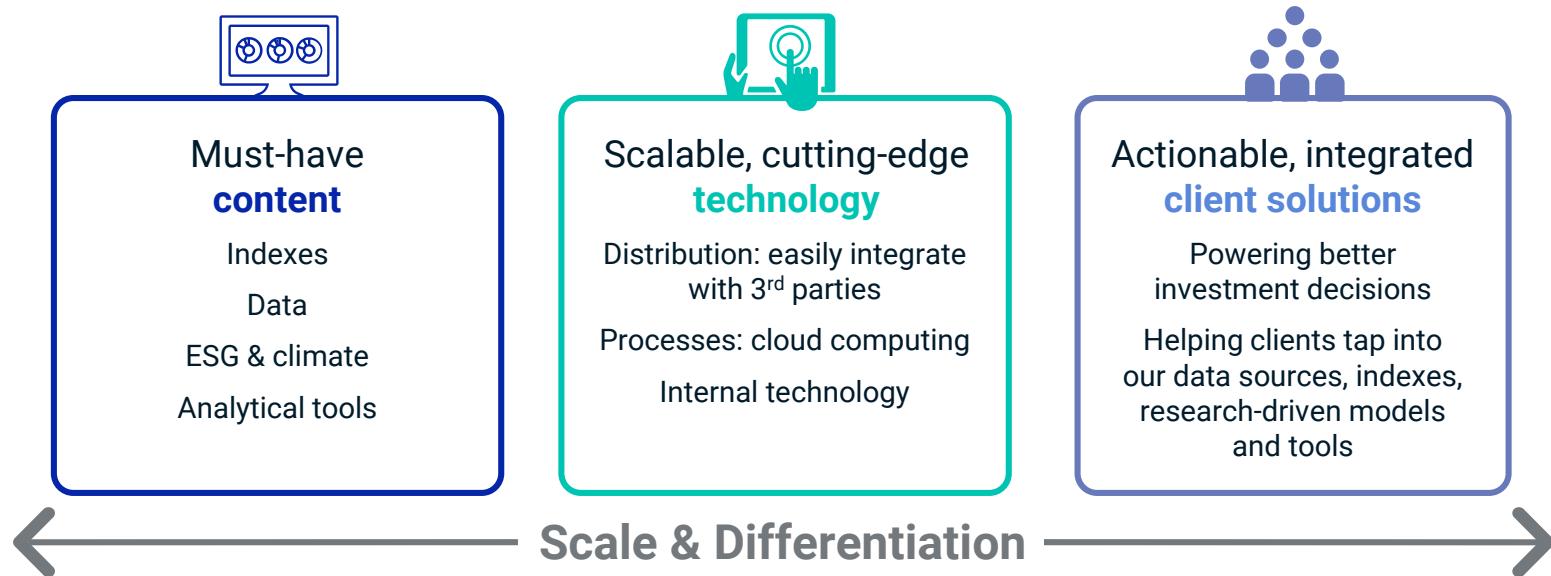 Must-have
content
Indexes
Data
ESG & climate
Analytical tools
Scalable, cutting-edge
technology
Distribution: easily integrate
with 3rd parties
Processes: cloud computing
Internal technology
Actionable, integrated
client solutions
Powering better
investment decisions
Helping clients tap into
our data sources, indexes,
research-driven models
and tools
Scale & Differentiation